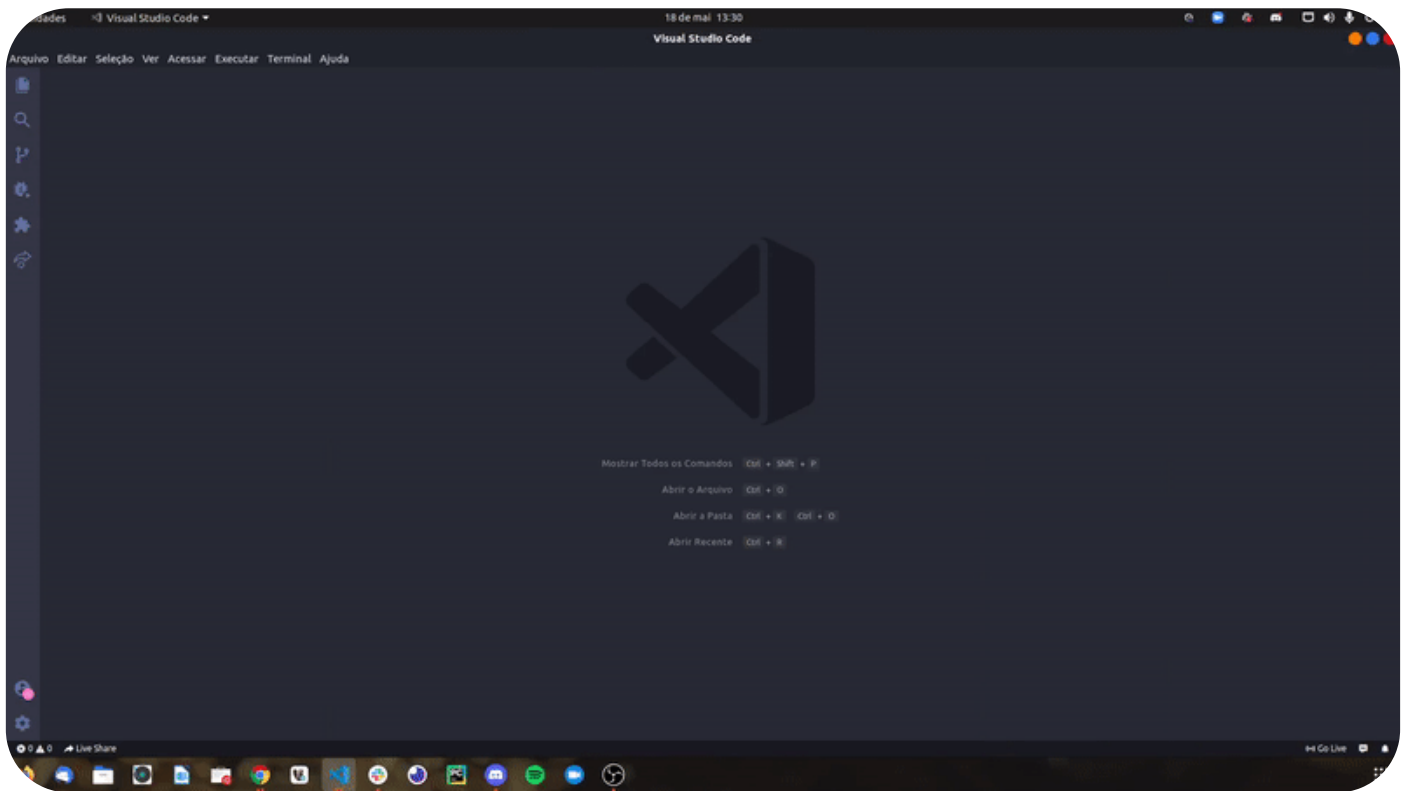 Visual Studio Code
18 de mai 13:30
Visual Studio Code
Arquivo Editar Seleção Ver Acessar Executar Terminal Ajuda
Mostrar Todos os Comandos Ctrl + Shift + P
Abrir o Arquivo Ctrl + O
Abrir a Pasta Ctrl + K Ctrl + O
Abrir Recente Ctrl + R
0 0 Live Share
Go Live